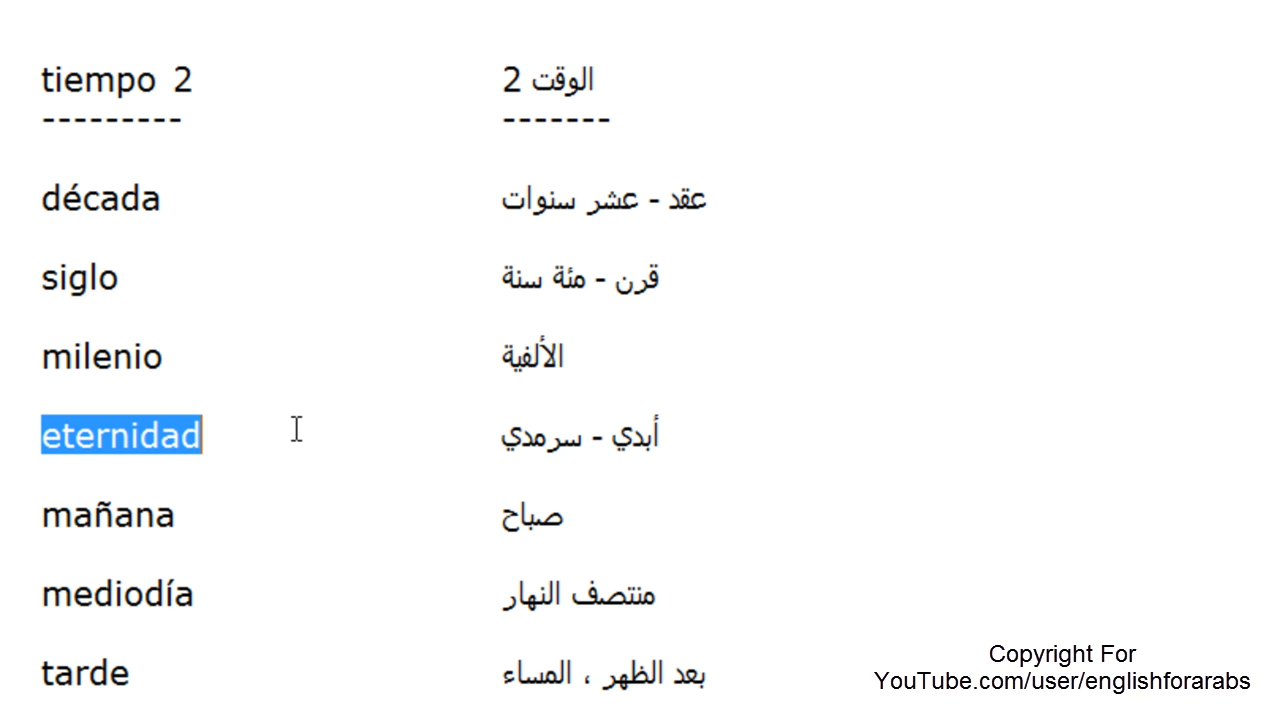 tiempo 2 الوقت 2
--------- -------
década عقد - عشر سنوات
siglo قرن - مئة سنة
milenio الألفية
eternidad أبدي - سرمدي
mañana صباح
mediodía منتصف النهار
tarde بعد الظهر ، المساء
Copyright For
YouTube.com/user/englishforarabs